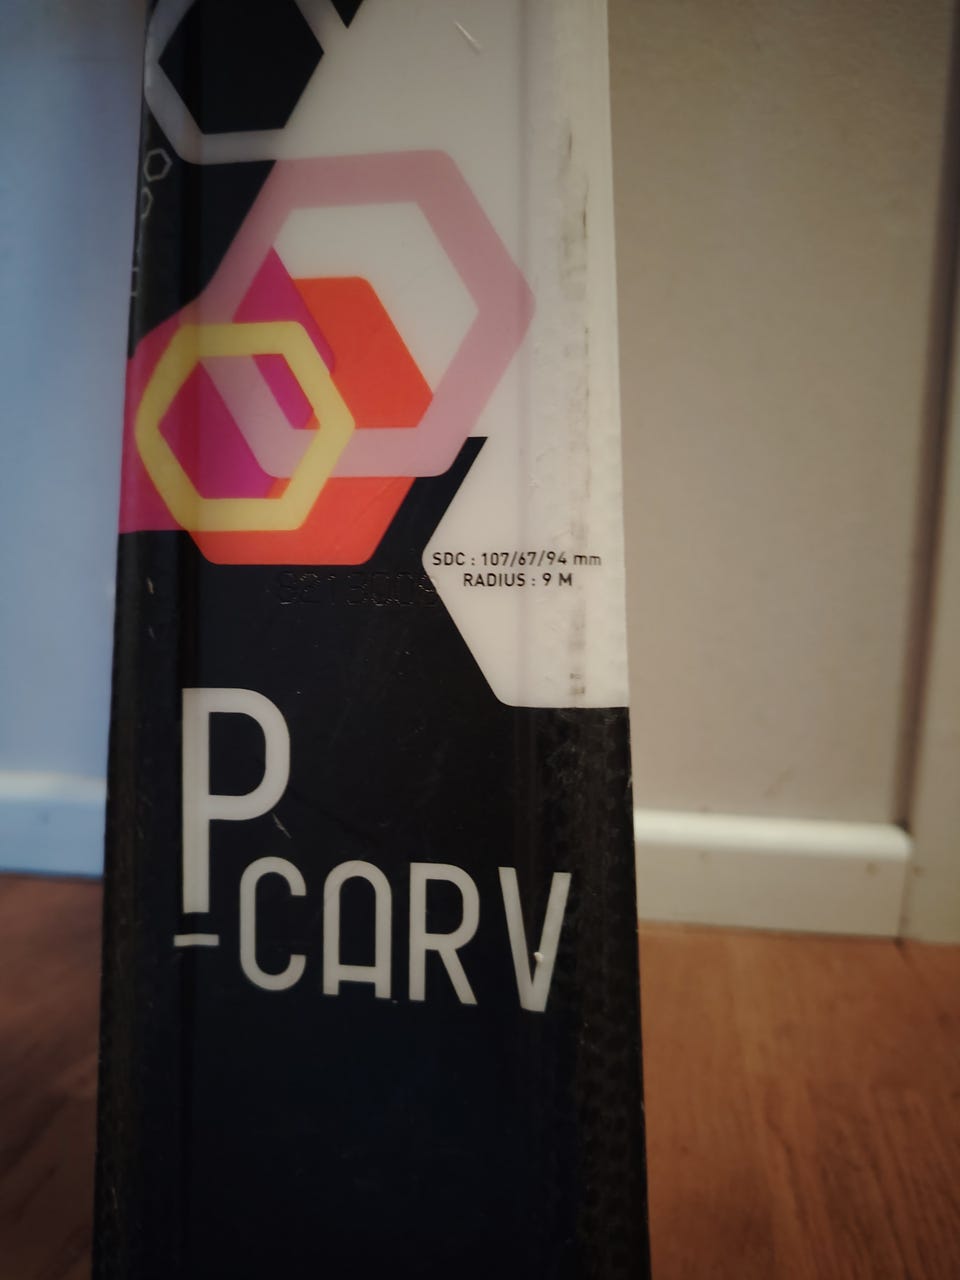 SDC : 107/67/94 mm
RADIUS : 9 M
P-CARV